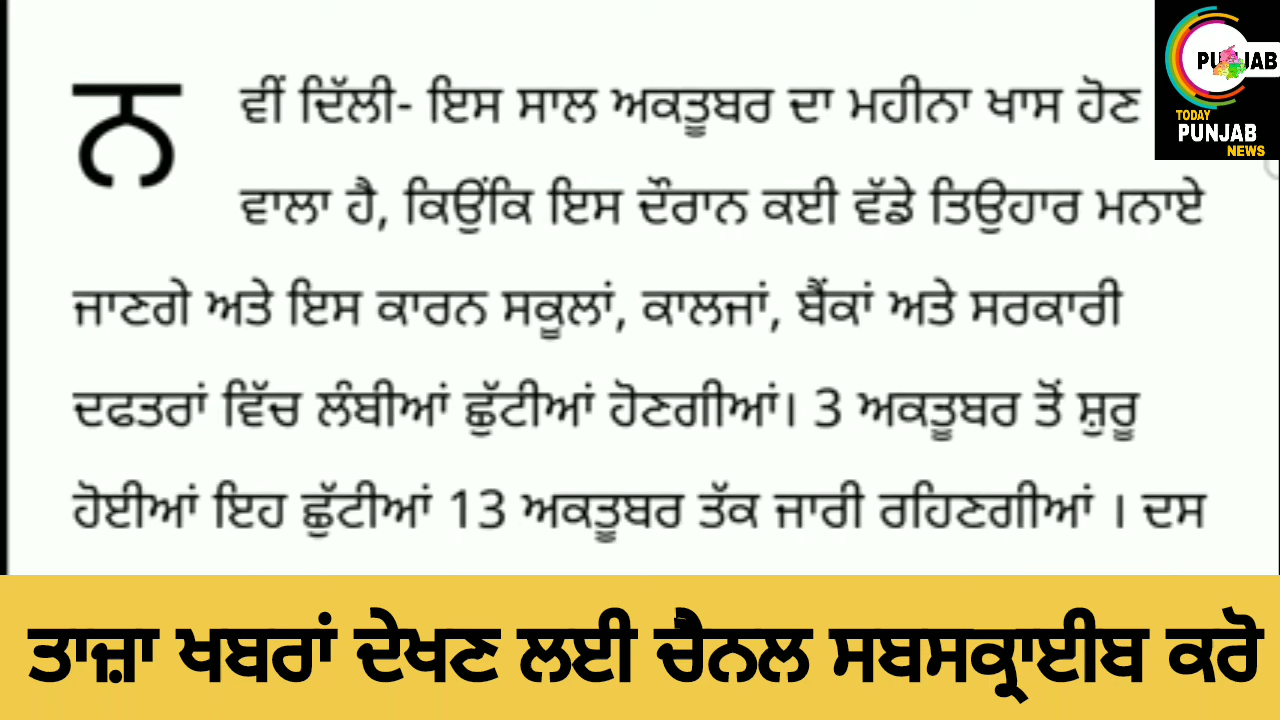 ਨਵੀਂ ਦਿੱਲੀ- ਇਸ ਸਾਲ ਅਕਤੂਬਰ ਦਾ ਮਹੀਨਾ ਖਾਸ ਹੋਣ
ਵਾਲਾ ਹੈ, ਕਿਉਂਕਿ ਇਸ ਦੌਰਾਨ ਕਈ ਵੱਡੇ ਤਿਉਹਾਰ ਮਨਾਏ
ਜਾਣਗੇ ਅਤੇ ਇਸ ਕਾਰਨ ਸਕੂਲਾਂ, ਕਾਲਜਾਂ, ਬੈਂਕਾਂ ਅਤੇ ਸਰਕਾਰੀ
ਦਫਤਰਾਂ ਵਿੱਚ ਲੰਬੀਆਂ ਛੁੱਟੀਆਂ ਹੋਣਗੀਆਂ। 3 ਅਕਤੂਬਰ ਤੋਂ ਸ਼ੁਰੂ
ਹੋਈਆਂ ਇਹ ਛੁੱਟੀਆਂ 13 ਅਕਤੂਬਰ ਤੱਕ ਜਾਰੀ ਰਹਿਣਗੀਆਂ । ਦਸ
PUNJAB
TODAY
PUNJAB
NEWS
ਤਾਜ਼ਾ ਖਬਰਾਂ ਦੇਖਣ ਲਈ ਚੈਨਲ ਸਬਸਕ੍ਰਾਈਬ ਕਰੋ